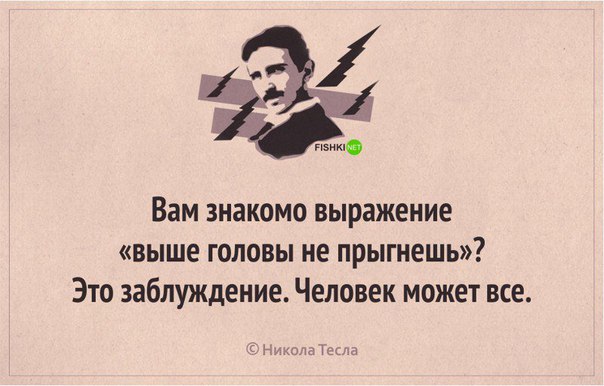 FISHKI NET
Вам знакомо выражение
«выше головы не прыгнешь»?
Это заблуждение. Человек может все.
© Никола Тесла